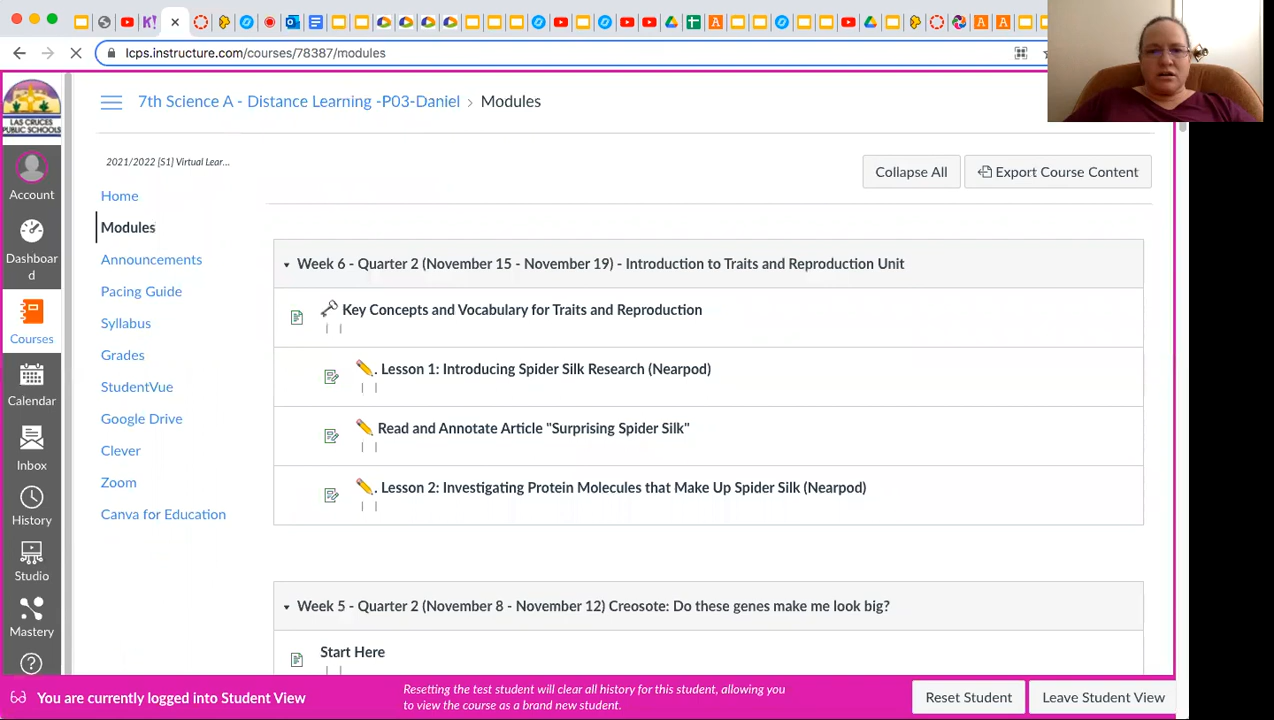 lcps.instructure.com/courses/78387/modules
7th Science A - Distance Learning -P03-Daniel > Modules
LAS CRUCES
PUBLIC SCHOOLS
2021/2022 [S1] Virtual Lear...
Collapse All
Export Course Content
Account
Dashboar
d
Courses
Calendar
Inbox
History
Studio
Mastery
Home
Modules
Announcements
Pacing Guide
Syllabus
Grades
StudentVue
Google Drive
Clever
Zoom
Canva for Education
Week 6 - Quarter 2 (November 15 - November 19) - Introduction to Traits and Reproduction Unit
Key Concepts and Vocabulary for Traits and Reproduction
. Lesson 1: Introducing Spider Silk Research (Nearpod)
Read and Annotate Article "Surprising Spider Silk"
. Lesson 2: Investigating Protein Molecules that Make Up Spider Silk (Nearpod)
Week 5 - Quarter 2 (November 8 - November 12) Creosote: Do these genes make me look big?
Start Here
You are currently logged into Student View
Resetting the test student will clear all history for this student, allowing you
to view the course as a brand new student.
Reset Student
Leave Student View